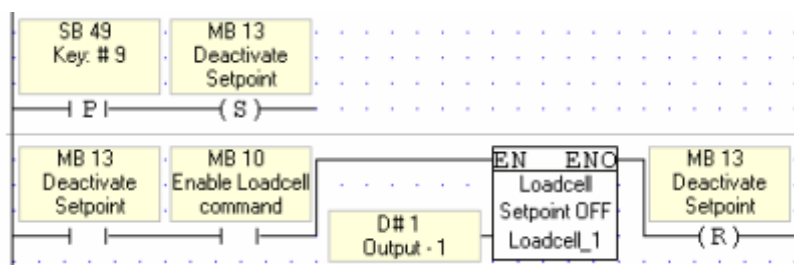 SB 49
Key: # 9
MB 13
Deactivate
Setpoint
P
( S )
MB 13
Deactivate
Setpoint
MB 10
Enable Loadcell
command
D# 1
Output - 1
EN ENO
Loadcell
Setpoint OFF
Loadcell_1
MB 13
Deactivate
Setpoint
( R )